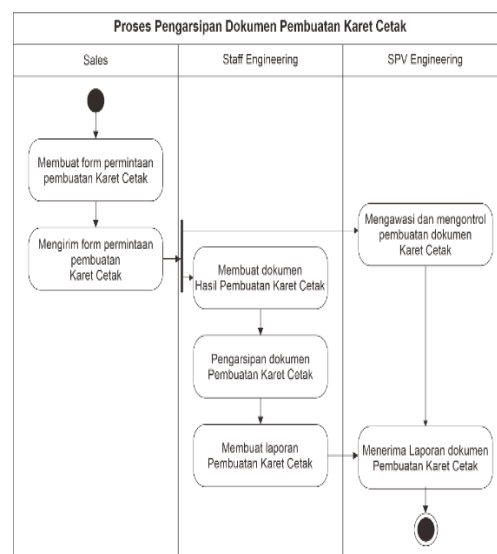 Proses Pengarsipan Dokumen Pembuatan Karet Cetak
Sales
Staff Engineering
SPV Engineering
Membuat form permintaan
pembuatan Karet Cetak
Mengirim form permintaan
pembuatan
Karet Cetak
Mengawasi dan mengontrol
pembuatan dokumen
Karet Cetak
Membuat dokumen
Hasil Pembuatan Karet Cetak
Pengarsipan dokumen
Pembuatan Karet Cetak
Membuat laporan
Pembuatan Karet Cetak
Menerima Laporan dokumen
Pembuatan Karet Cetak